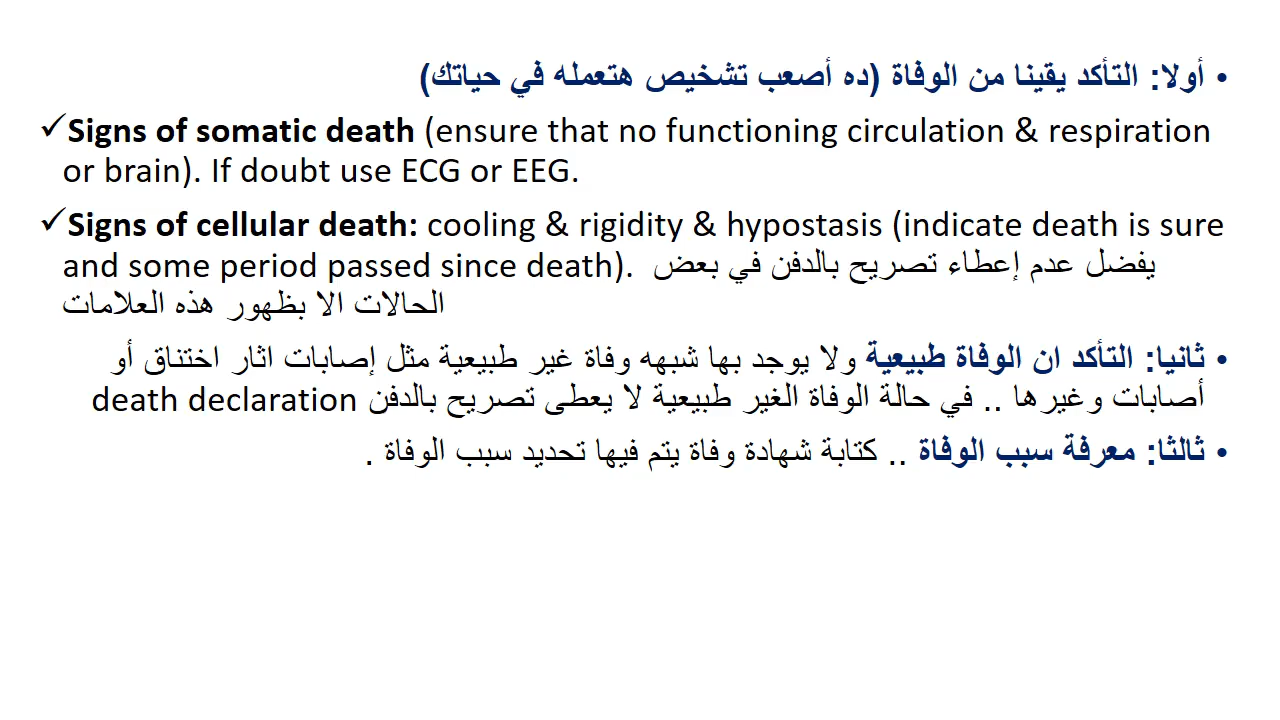 • أولا: التأكد يقينا من الوفاة (ده أصعب تشخيص هتعمله في حياتك)
✓Signs of somatic death (ensure that no functioning circulation & respiration
or brain). If doubt use ECG or EEG.
✓Signs of cellular death: cooling & rigidity & hypostasis (indicate death is sure
and some period passed since death). يفضل عدم إعطاء تصريح بالدفن في بعض
الحالات الا بظهور هذه العلامات
• ثانيا: التأكد ان الوفاة طبيعية ولا يوجد بها شبهه وفاة غير طبيعية مثل إصابات اثار اختناق أو
أصابات وغيرها .. في حالة الوفاة الغير طبيعية لا يعطى تصريح بالدفن death declaration
• ثالثا: معرفة سبب الوفاة .. كتابة شهادة وفاة يتم فيها تحديد سبب الوفاة .